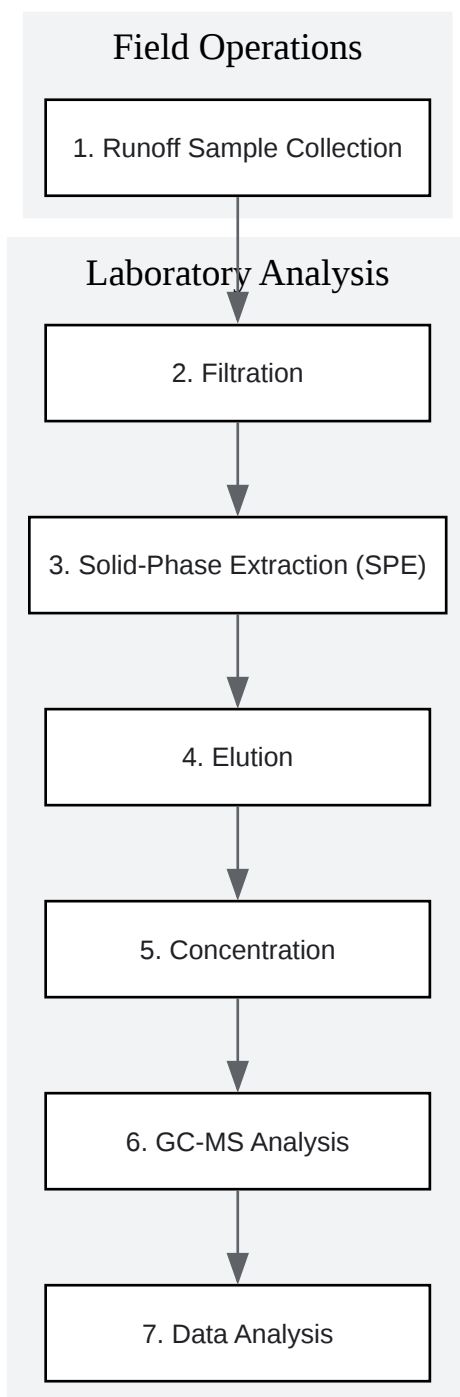 Field Operations
1. Runoff Sample Collection
Laboratory Analysis
2. Filtration
3. Solid-Phase Extraction (SPE)
4. Elution
5. Concentration
6. GC-MS Analysis
7. Data Analysis